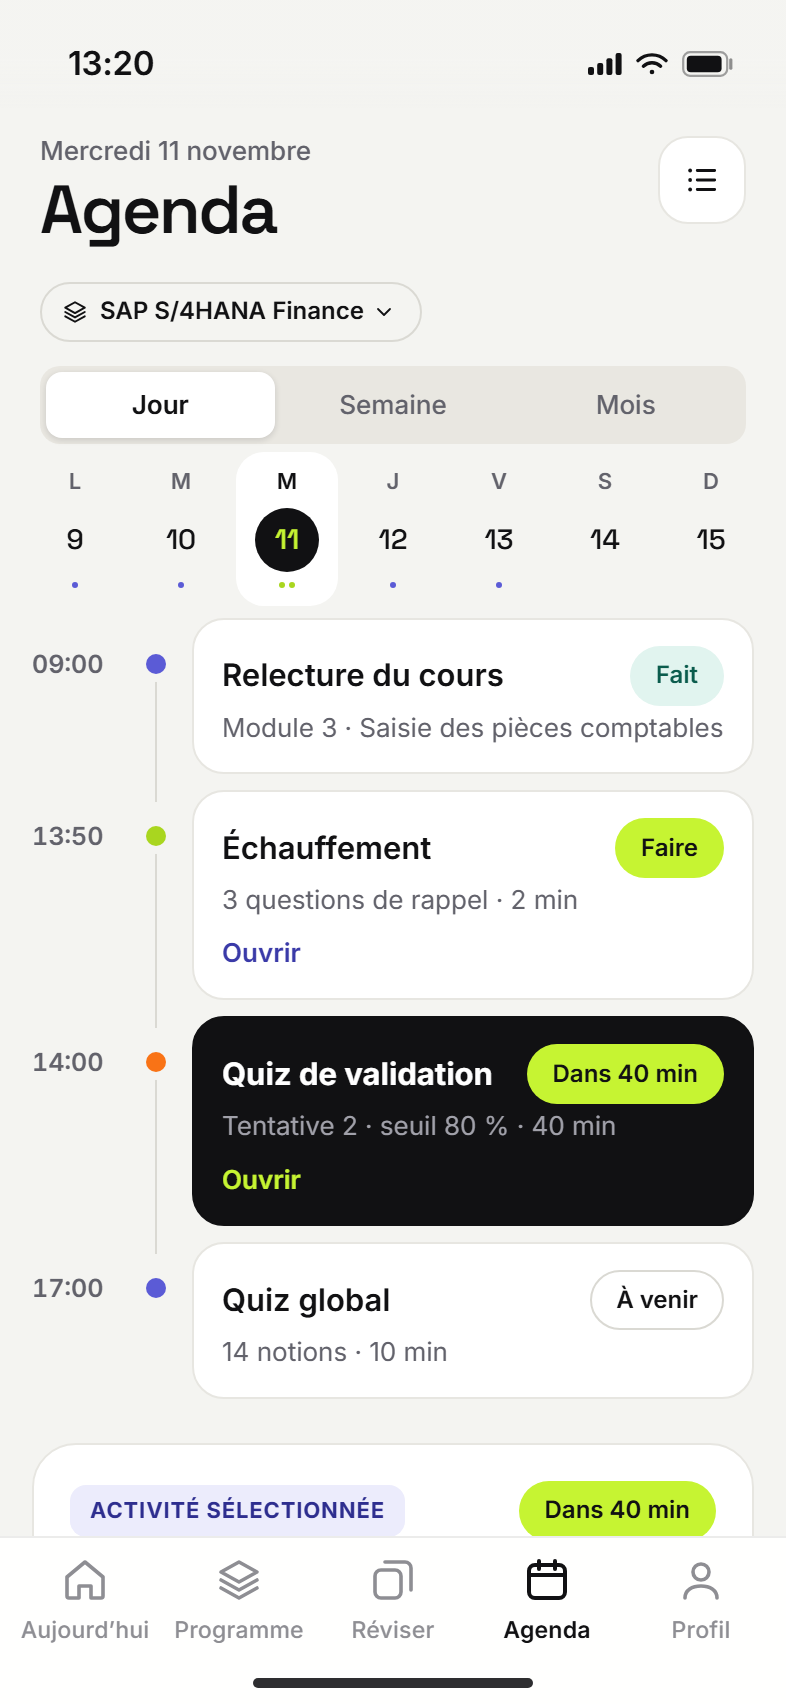 13:20
Mercredi 11 novembre
Agenda
SAP S/4HANA Finance
Jour Semaine Mois
L M M J V S D
9 10 11 12 13 14 15
09:00 Relecture du cours Fait
Module 3 · Saisie des pièces comptables
13:50 Échauffement Faire
3 questions de rappel · 2 min
Ouvrir
14:00 Quiz de validation Dans 40 min
Tentative 2 · seuil 80 % · 40 min
Ouvrir
17:00 Quiz global À venir
14 notions · 10 min
ACTIVITÉ SÉLECTIONNÉE Dans 40 min
Aujourd’hui Programme Réviser Agenda Profil